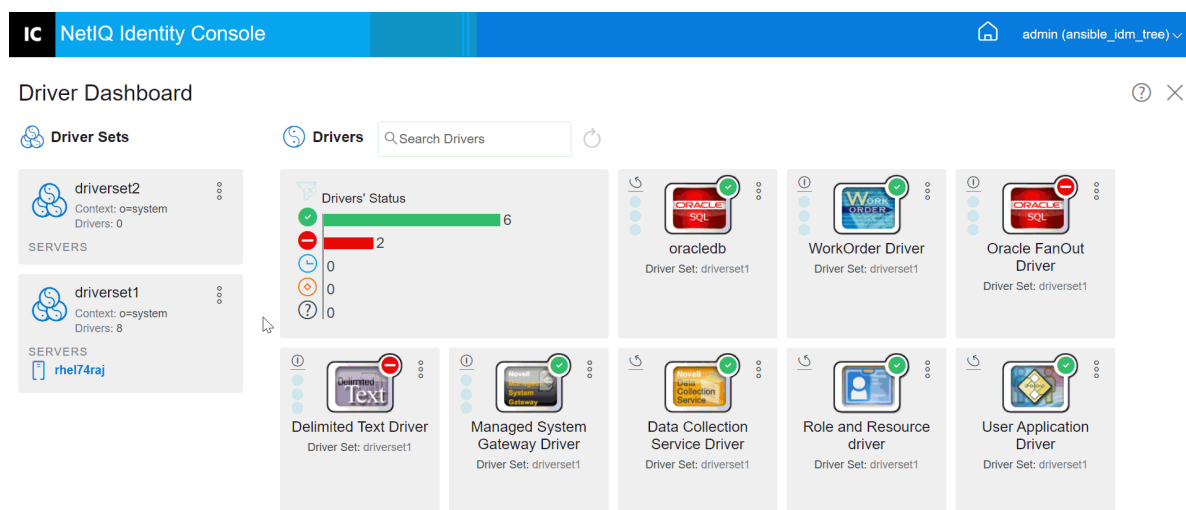 IC NetIQ Identity Console
admin (ansible_idm_tree)
Driver Dashboard
Driver Sets
driverset2
Context: o=system
Drivers: 0
SERVERS
driverset1
Context: o=system
Drivers: 8
SERVERS
rhel74raj
Drivers
Search Drivers
Drivers' Status
6
2
0
0
0
ORACLE
SQL
oracledb
Driver Set: driverset1
WORK
ORDER
WorkOrder Driver
Driver Set: driverset1
ORACLE
SQL
Oracle FanOut
Driver
Driver Set: driverset1
Delimited
Text
Delimited Text Driver
Driver Set: driverset1
Novell
Managed
System
Gateway
Managed System
Gateway Driver
Driver Set: driverset1
Novell
Data
Collection
Service
Data Collection
Service Driver
Driver Set: driverset1
Role and Resource
driver
Driver Set: driverset1
User Application
Driver
Driver Set: driverset1